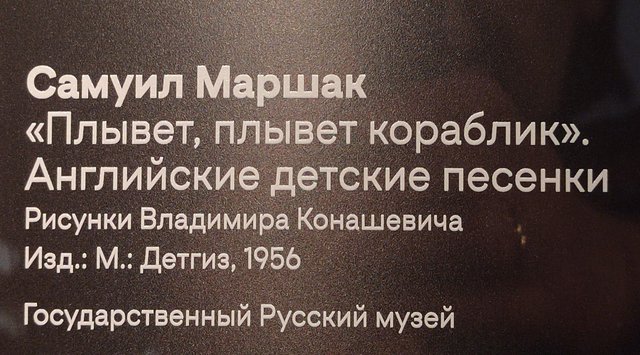 Самуил Маршак
«Плывет, плывет кораблик».
Английские детские песенки
Рисунки Владимира Конашевича
Изд.: М.: Детгиз, 1956
Государственный Русский музей